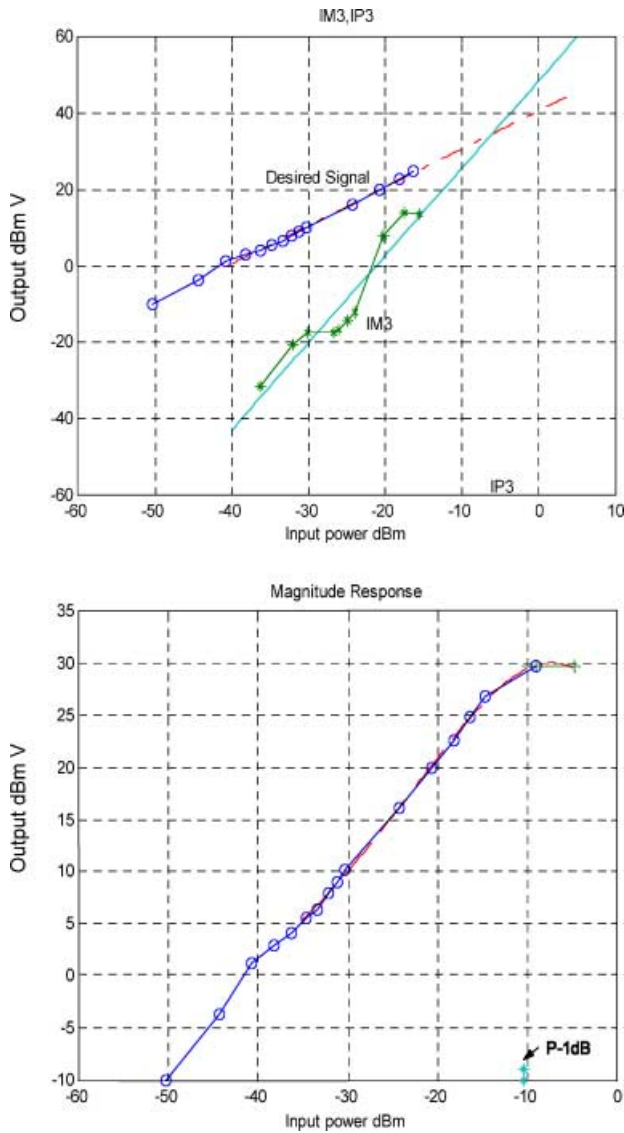 IM3,IP3
60
40
20
0
-20
-40
-60
Output dBm V
Desired Signal
IM3
IP3
-60 -50 -40 -30 -20 -10 0 10
Input power dBm
Magnitude Response
35
30
25
20
15
10
5
0
-5
-10
Output dBm V
P-1dB
-60 -50 -40 -30 -20 -10 0
Input power dBm